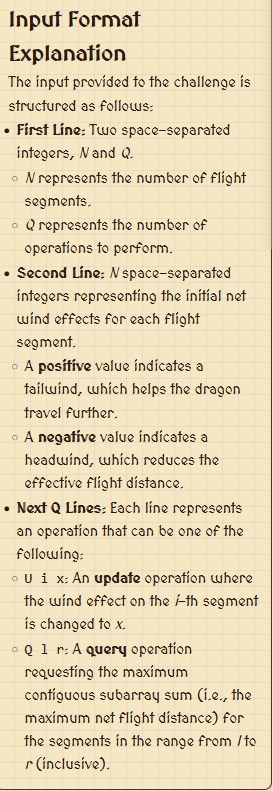 Input Format
Explanation
The input provided to the challenge is
structured as follows:
• First Line: Two space-separated
integers, N and Q.
○ N represents the number of flight
segments.
○ Q represents the number of
operations to perform.
• Second Line: N space-separated
integers representing the initial net
wind effects for each flight
segment.
○ A positive value indicates a
tailwind, which helps the dragon
travel further.
○ A negative value indicates a
headwind, which reduces the
effective flight distance.
• Next Q Lines: Each line represents
an operation that can be one of the
following:
○ U i x: An update operation where
the wind effect on the i-th segment
is changed to x.
○ Q l r: A query operation
requesting the maximum
contiguous subarray sum (i.e., the
maximum net flight distance) for
the segments in the range from l to
r (inclusive).